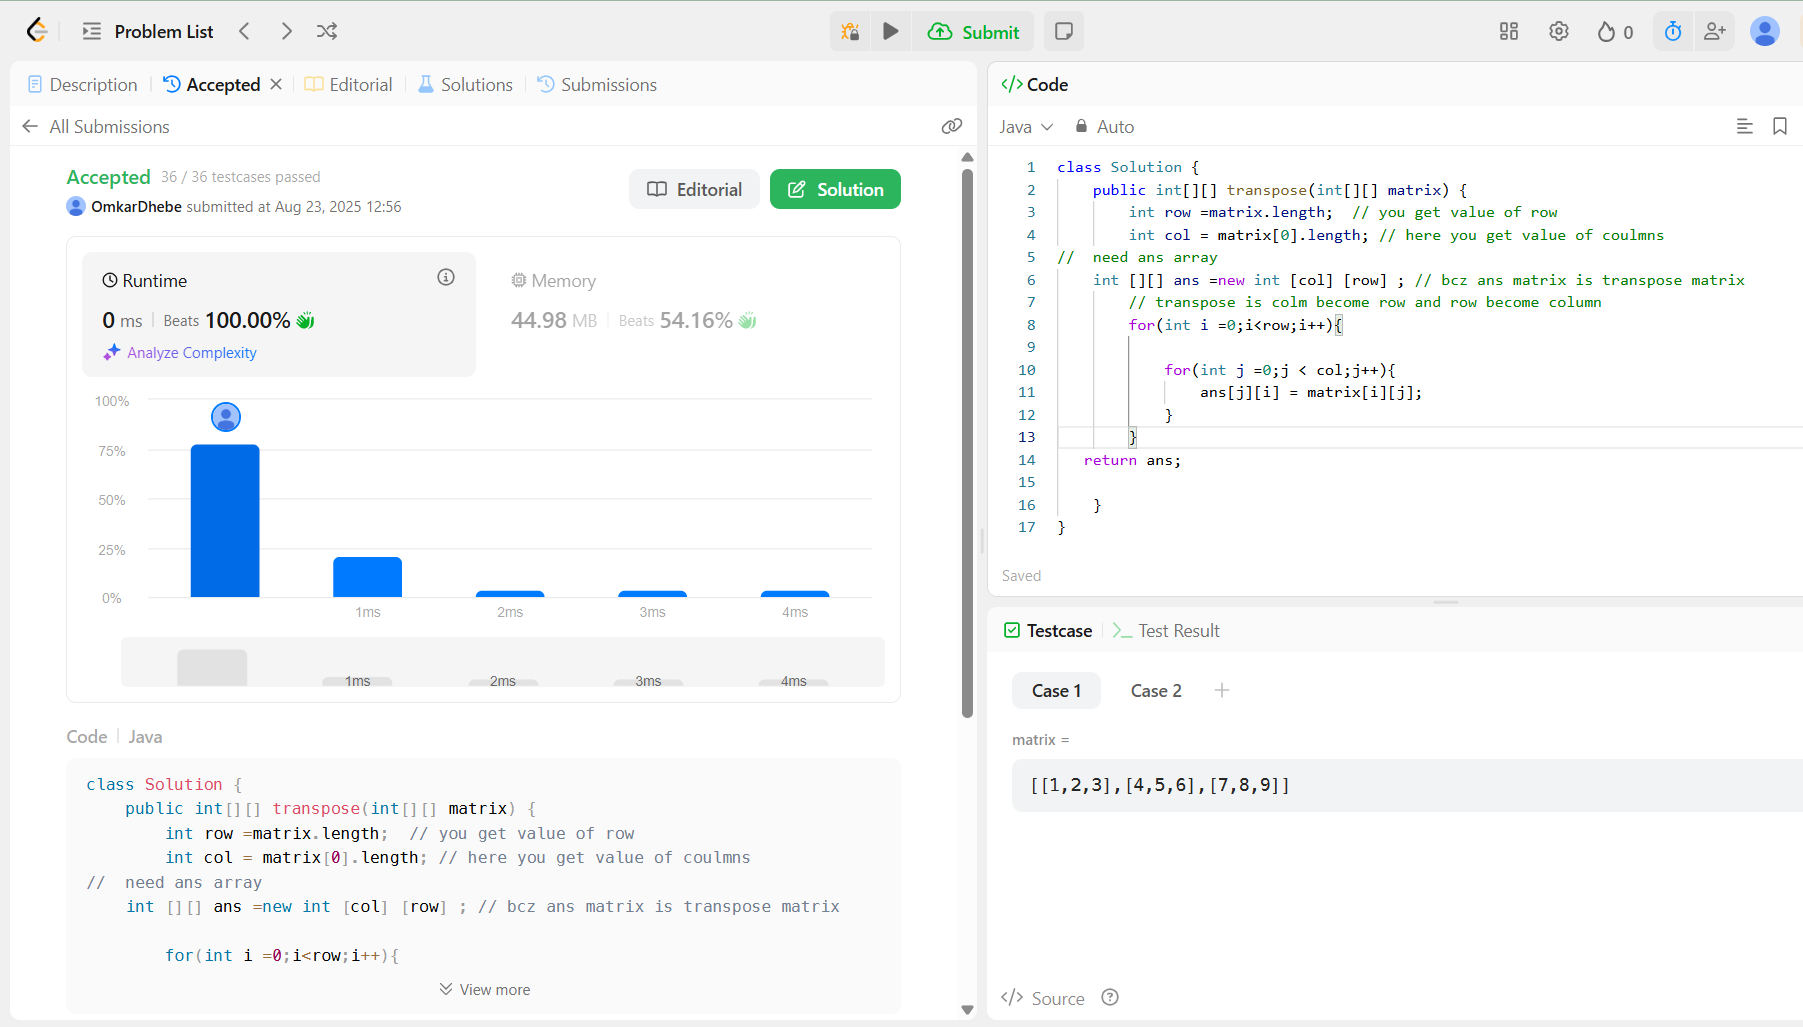 Problem List
Submit
0
Description
Accepted
Editorial
Solutions
Submissions
All Submissions
Accepted 36 / 36 testcases passed
OmkarDhebe submitted at Aug 23, 2025 12:56
Editorial
Solution
Runtime
0 ms Beats 100.00%
Analyze Complexity
Memory
44.98 MB Beats 54.16%
100%
75%
50%
25%
0%
1ms 2ms 3ms 4ms
1ms 2ms 3ms 4ms
Code Java
class Solution {
    public int[][] transpose(int[][] matrix) {
        int row =matrix.length;  // you get value of row
        int col = matrix[0].length; // here you get value of coulmns
//  need ans array
    int [][] ans =new int [col] [row] ; // bcz ans matrix is transpose matrix
        for(int i =0;i<row;i++){
View more
</> Code
Java Auto
1 class Solution {
2     public int[][] transpose(int[][] matrix) {
3         int row =matrix.length;  // you get value of row
4         int col = matrix[0].length; // here you get value of coulmns
5 //  need ans array
6     int [][] ans =new int [col] [row] ; // bcz ans matrix is transpose matrix
7         // transpose is colm become row and row become column
8         for(int i =0;i<row;i++){
9
10             for(int j =0;j < col;j++){
11                 ans[j][i] = matrix[i][j];
12             }
13         }
14    return ans;
15
16     }
17 }
Saved
Testcase
Test Result
Case 1
Case 2
matrix =
[[1,2,3],[4,5,6],[7,8,9]]
</> Source